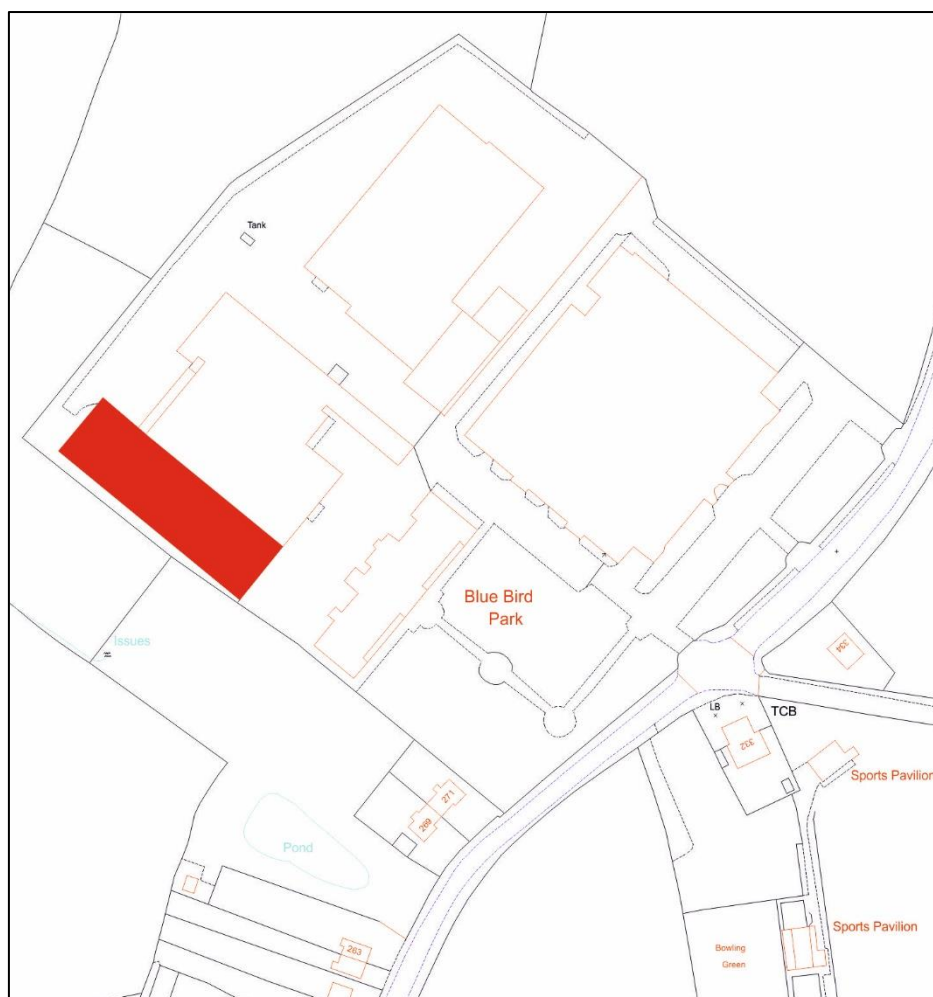 Tank
Blue Bird
Park
Issues
334
LB
TCB
332
Sports Pavilion
271
269
Pond
Sports Pavilion
263
Bowling
Green